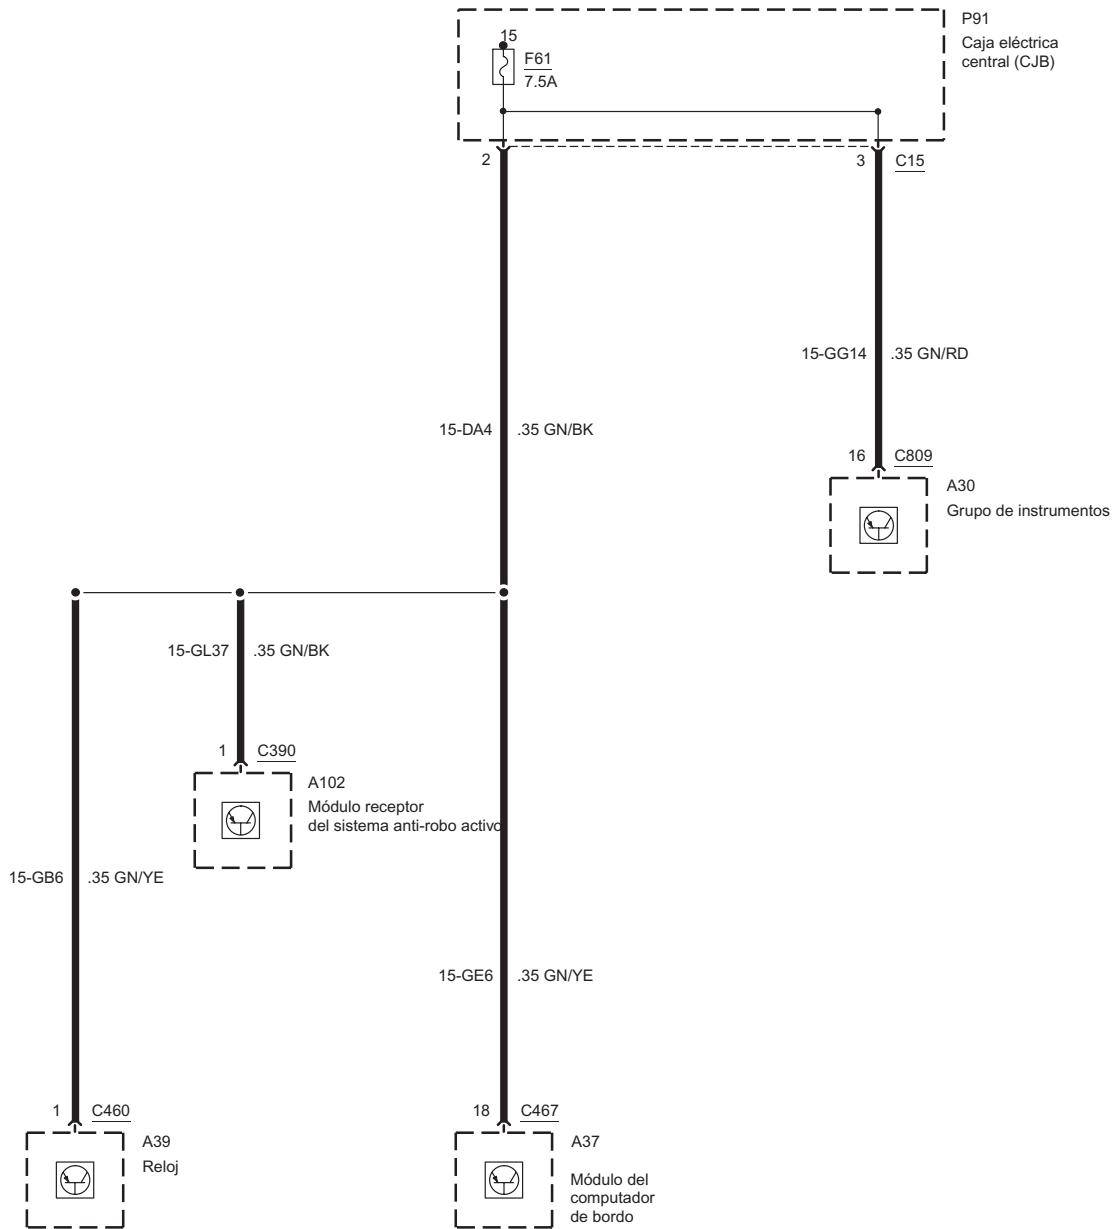 P91
15
Caja eléctrica
central (CJB)
F61
7.5A
2
3 C15
15-GG14 .35 GN/RD
15-DA4 .35 GN/BK
16 C809
A30
Grupo de instrumentos
15-GL37 .35 GN/BK
1 C390
A102
Módulo receptor
del sistema anti-robo activo
15-GB6 .35 GN/YE
15-GE6 .35 GN/YE
1 C460
18 C467
A39
Reloj
A37
Módulo del
computador
de bordo